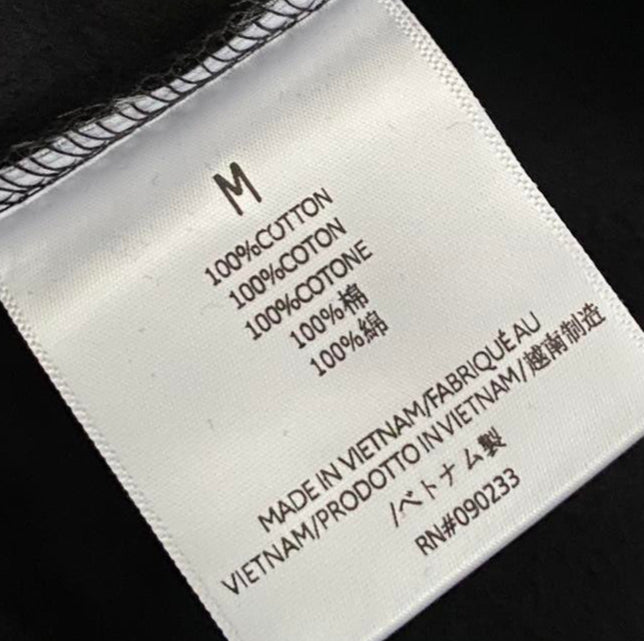 M
100%COTTON
100%COTON
100%COTONE
100%棉
100%綿
MADE IN VIETNAM/FABRIQUÉ AU
VIETNAM/PRODOTTO IN VIETNAM/越南制造
/ベトナム製
RN#090233